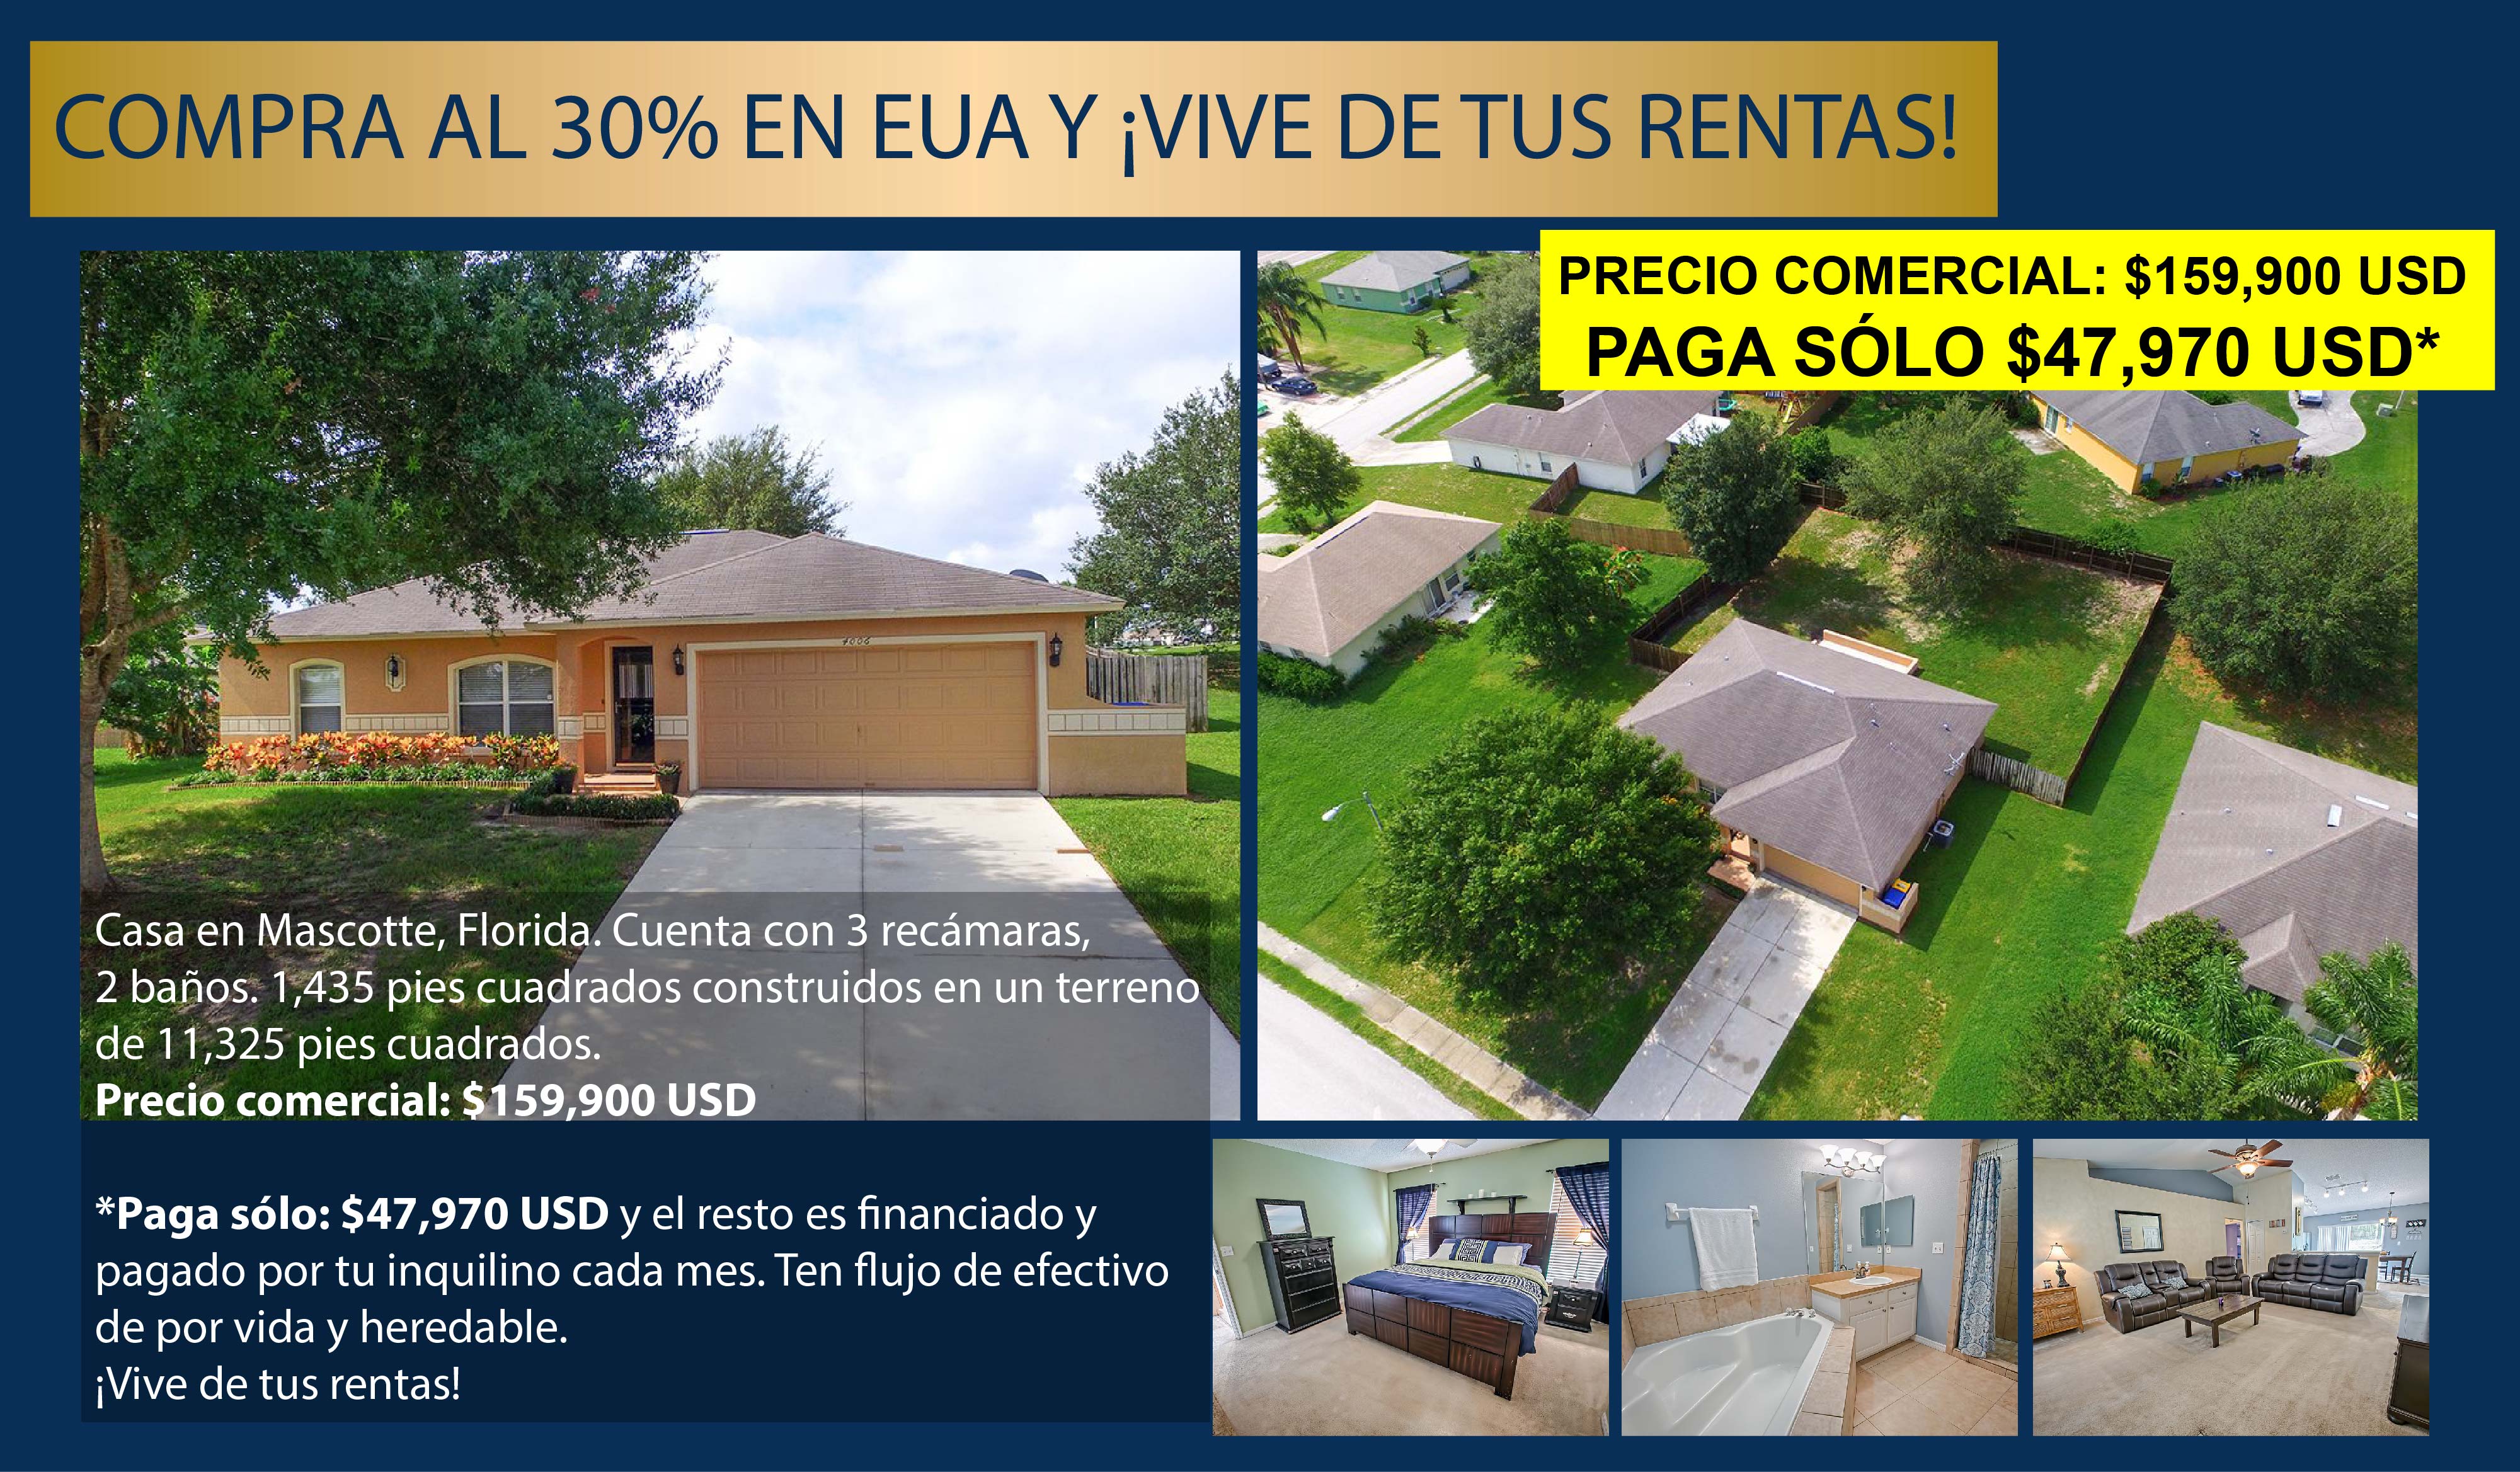 COMPRA AL 30% EN EUA Y ¡VIVE DE TUS RENTAS!
PRECIO COMERCIAL: $159,900 USD
PAGA SÓLO $47,970 USD*
4006
Casa en Mascotte, Florida. Cuenta con 3 recámaras,
2 baños. 1,435 pies cuadrados construidos en un terreno
de 11,325 pies cuadrados.
Precio comercial: $159,900 USD
*Paga sólo: $47,970 USD y el resto es financiado y
pagado por tu inquilino cada mes. Ten flujo de efectivo
de por vida y heredable.
¡Vive de tus rentas!